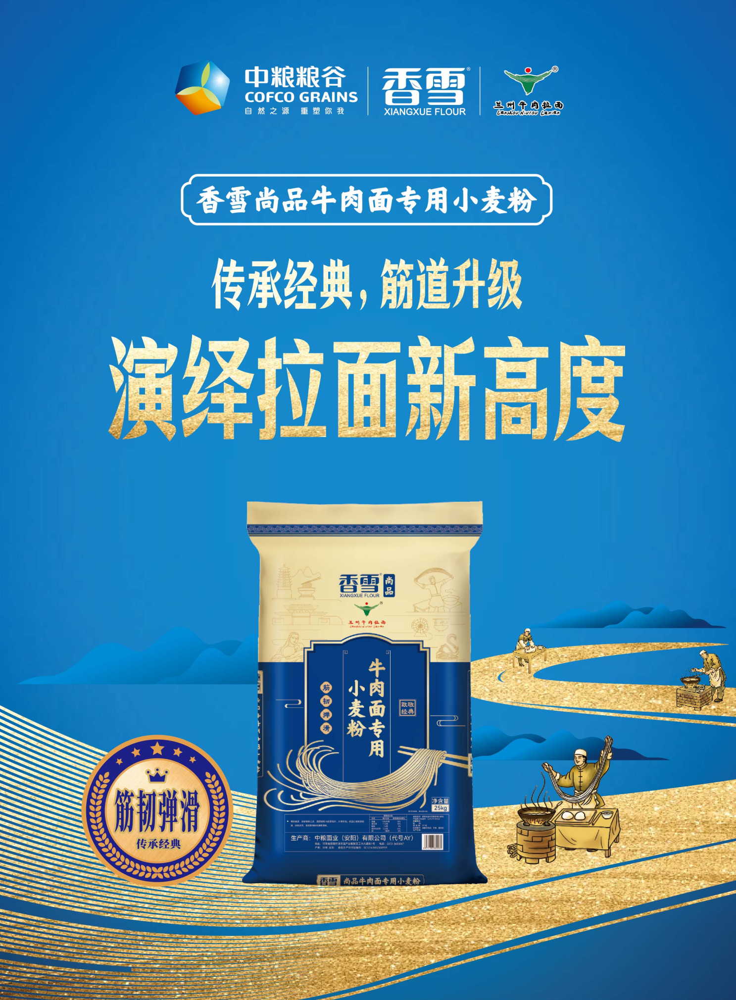 中粮粮谷
COFCO GRAINS
自然之源 重塑你我
香雪®
XIANGXUE FLOUR
®
兰州牛肉拉面
Lanzhou Niurou Lamian
香雪尚品牛肉面专用小麦粉
传承经典，筋道升级
演绎拉面新高度
香雪®
尚品
XIANGXUE FLOUR
®
兰州牛肉拉面
Lanzhou Niurou Lamian
牛肉面专用
小麦粉
筋韧弹滑
致敬
经典
净含量
25kg
生产商：中粮面业（安阳）有限公司（代号AY）
香雪 尚品牛肉面专用小麦粉
筋韧弹滑
传承经典